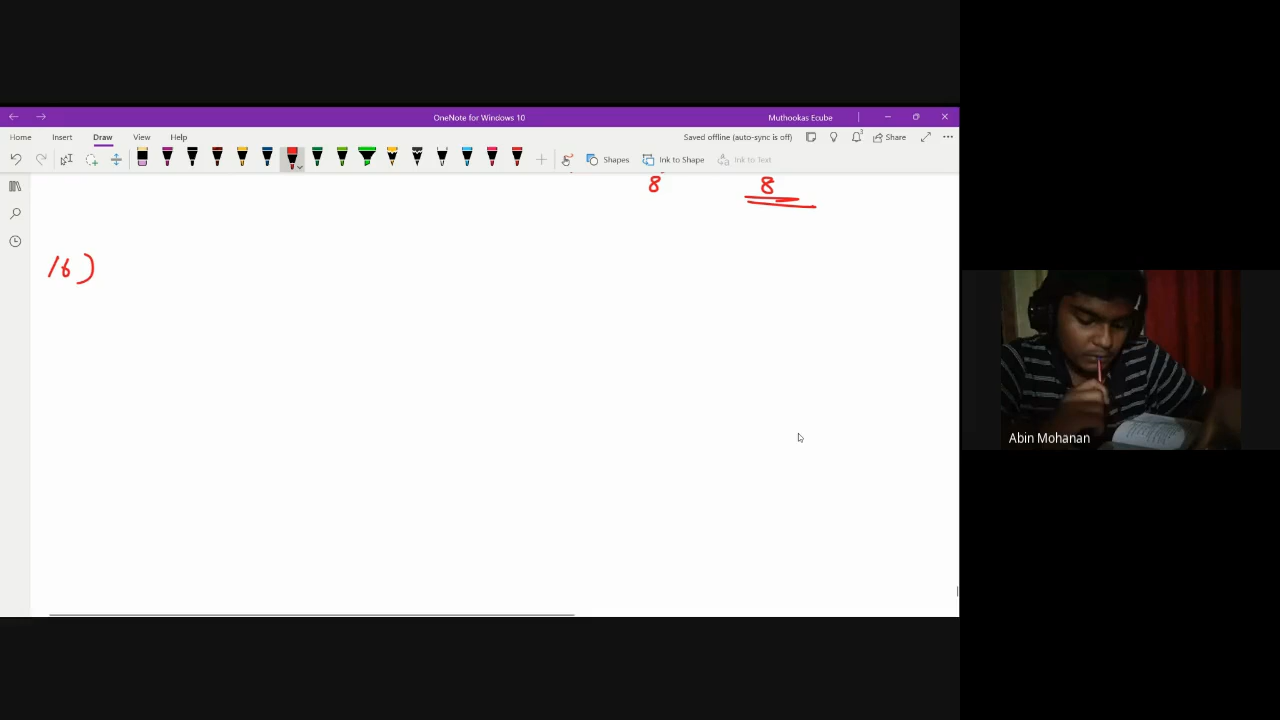 OneNote for Windows 10
Muthookas Ecube
Home Insert Draw View Help
Saved offline (auto-sync is off)
Share
Shapes
Ink to Shape
Ink to Text
8 8
16)
Abin Mohanan